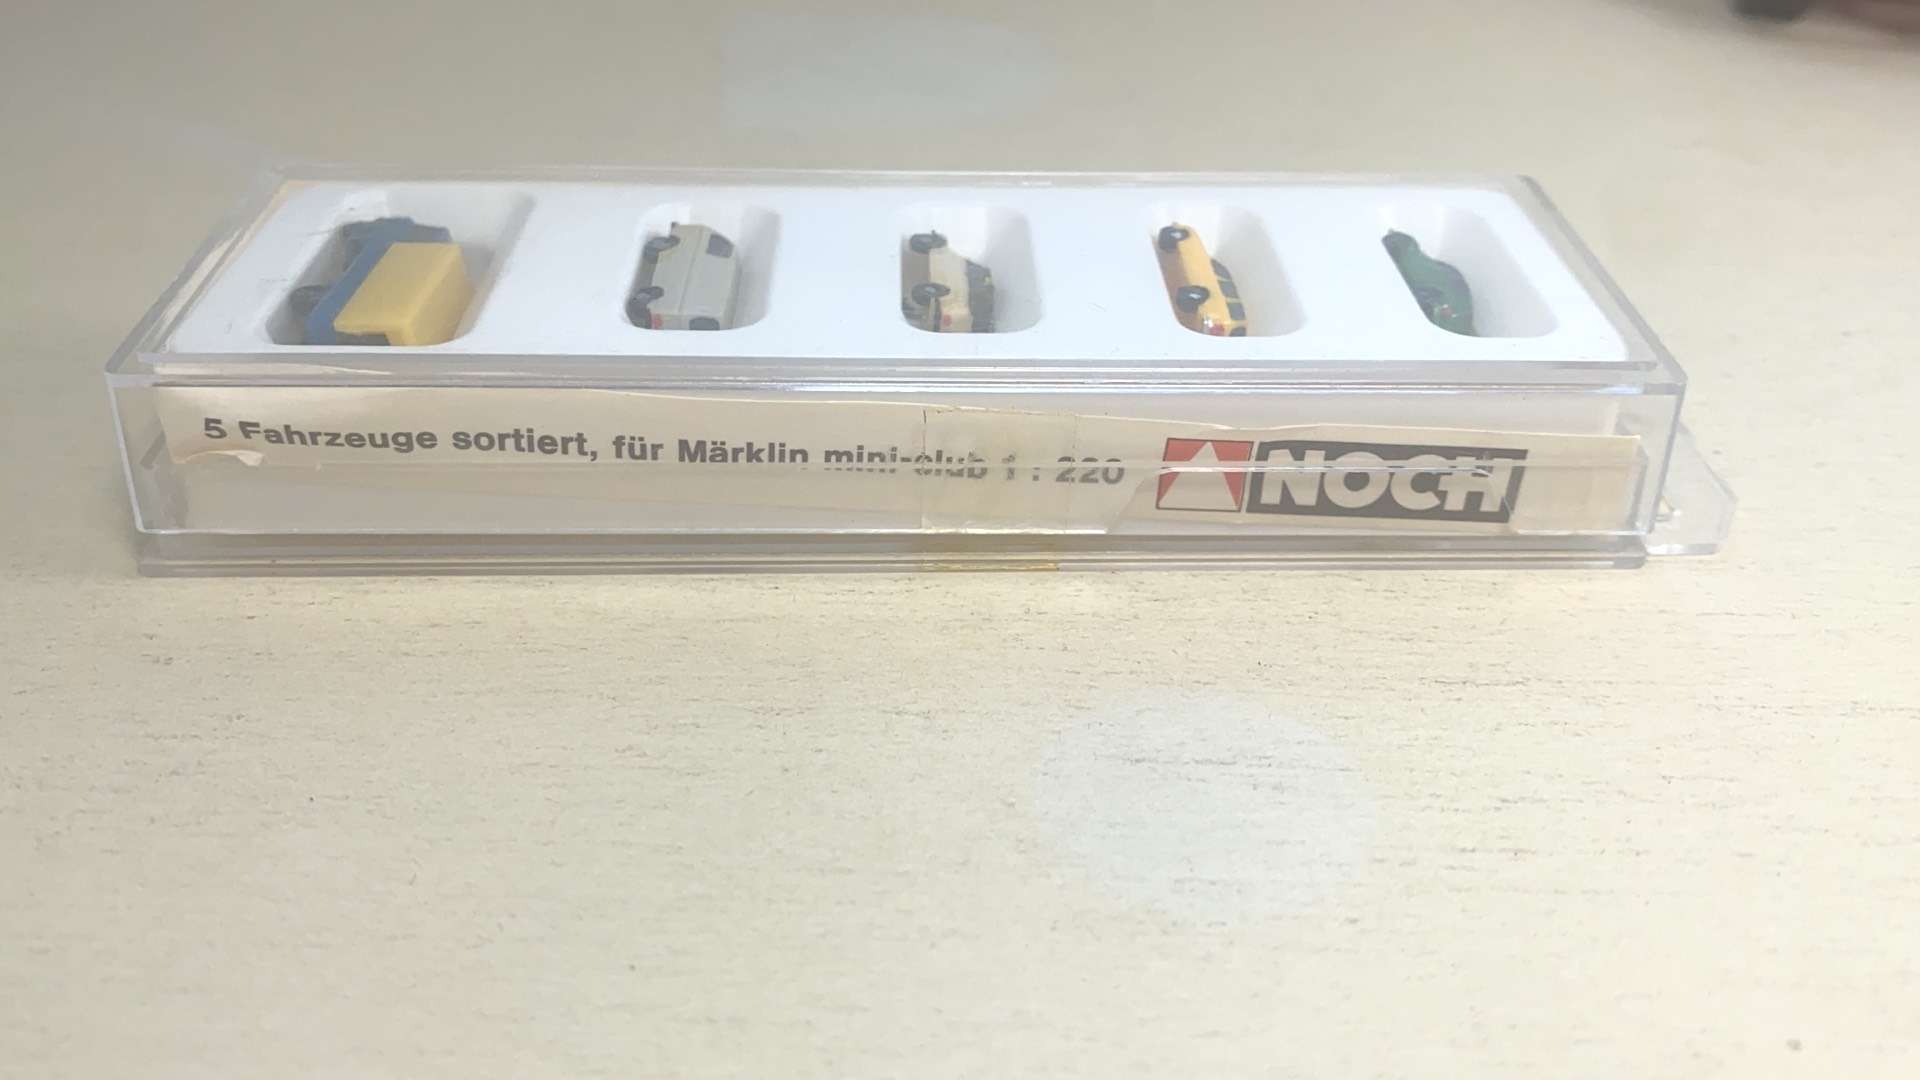 5 Fahrzeuge sortiert, für Märklin mini-club 1 : 220
NOCH